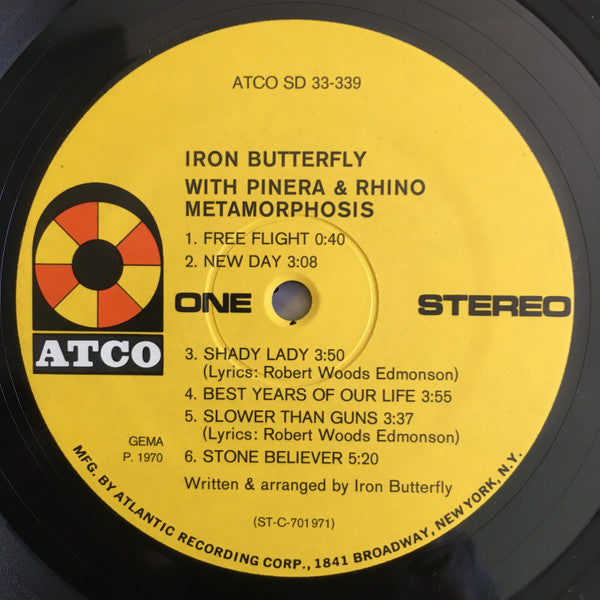 ATCO SD 33-339
IRON BUTTERFLY
WITH PINERA & RHINO
METAMORPHOSIS
1. FREE FLIGHT 0:40
2. NEW DAY 3:08
ONE
STEREO
ATCO
3. SHADY LADY 3:50
(Lyrics: Robert Woods Edmonson)
4. BEST YEARS OF OUR LIFE 3:55
5. SLOWER THAN GUNS 3:37
(Lyrics: Robert Woods Edmonson)
6. STONE BELIEVER 5:20
GEMA
P. 1970
Written & arranged by Iron Butterfly
(ST-C-701971)
MFG. BY ATLANTIC RECORDING CORP., 1841 BROADWAY, NEW YORK, N.Y.